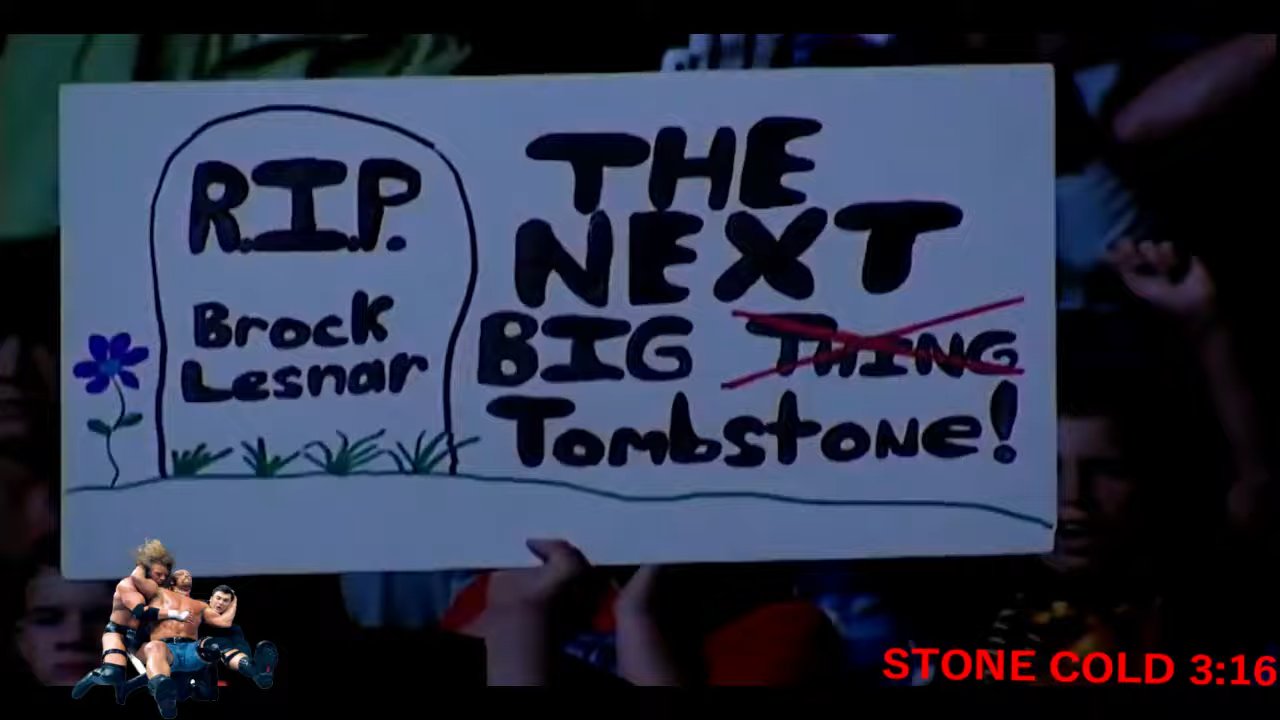 R.I.P.
Brock
Lesnar
THE
NEXT
BIG THING
Tombstone!
STONE COLD 3:16